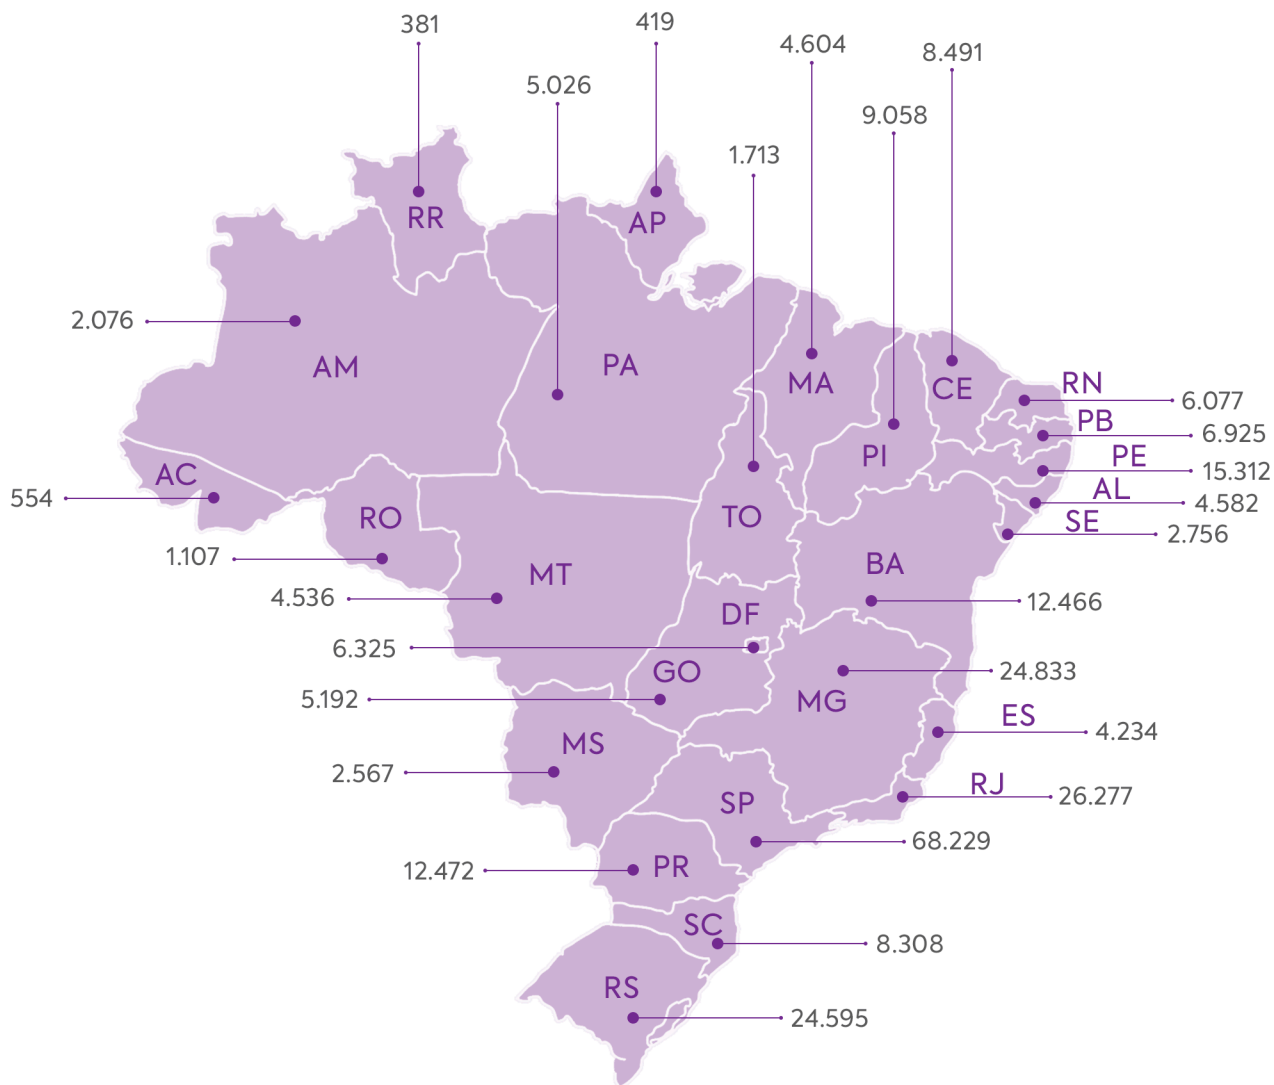 381
419
4.604
8.491
5.026
9.058
1.713
RR
AP
2.076
AM
PA
MA
CE
RN
6.077
PB
6.925
PI
PE
15.312
AC
554
AL
4.582
RO
TO
SE
2.756
1.107
MT
BA
4.536
12.466
DF
6.325
GO
24.833
5.192
MG
ES
4.234
MS
2.567
RJ
26.277
SP
68.229
PR
12.472
SC
8.308
RS
24.595